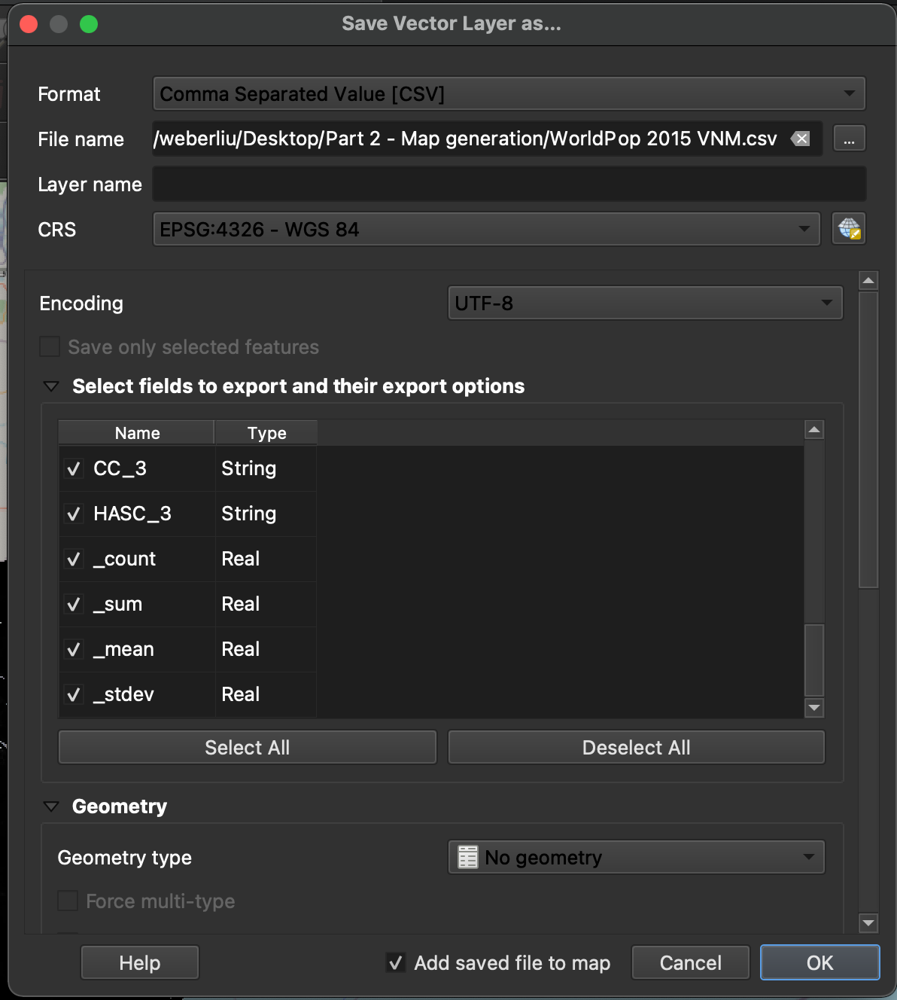 Save Vector Layer as...
Format Comma Separated Value [CSV]
File name /weberliu/Desktop/Part 2 - Map generation/WorldPop 2015 VNM.csv ...
Layer name
CRS EPSG:4326 - WGS 84
Encoding UTF-8
Save only selected features
Select fields to export and their export options
Name Type
CC_3 String
HASC_3 String
_count Real
_sum Real
_mean Real
_stdev Real
Select All Deselect All
Geometry
Geometry type No geometry
Force multi-type
Help Add saved file to map Cancel OK